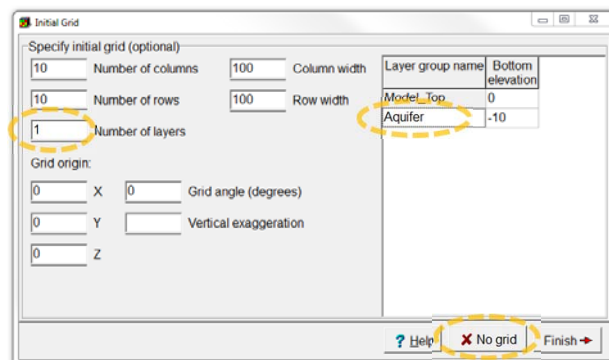 Initial Grid
Specify initial grid (optional)
10 Number of columns 100 Column width
10 Number of rows 100 Row width
1 Number of layers
Grid origin:
0 X 0 Grid angle (degrees)
0 Y Vertical exaggeration
0 Z
Layer group name Bottom elevation
Model_Top 0
Aquifer -10
? Help X No grid Finish